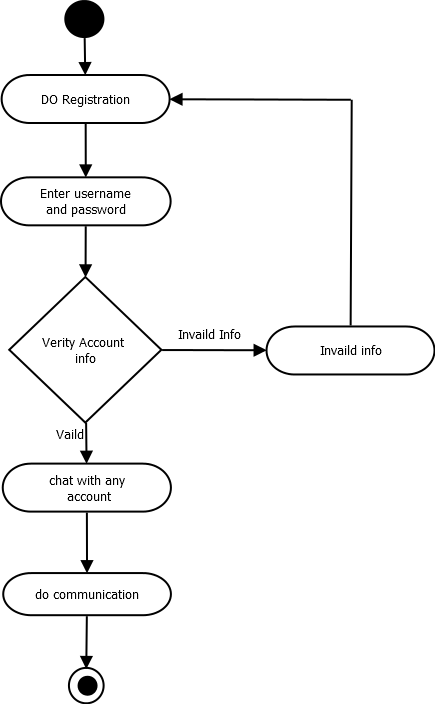 DO Registration
Enter username
and password
Verity Account
info
Invaild Info
Invaild info
Vaild
chat with any
account
do communication